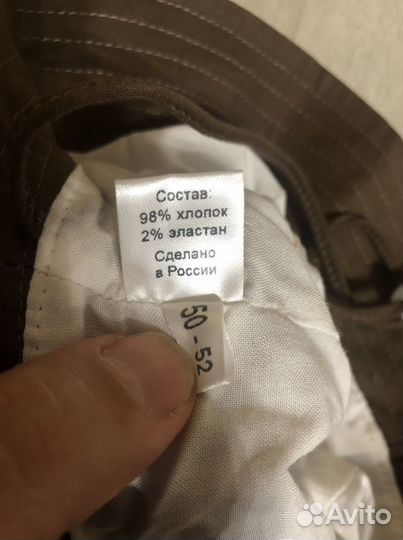 Состав:
98% хлопок
2% эластан
Сделано
в России
50-52
Avito